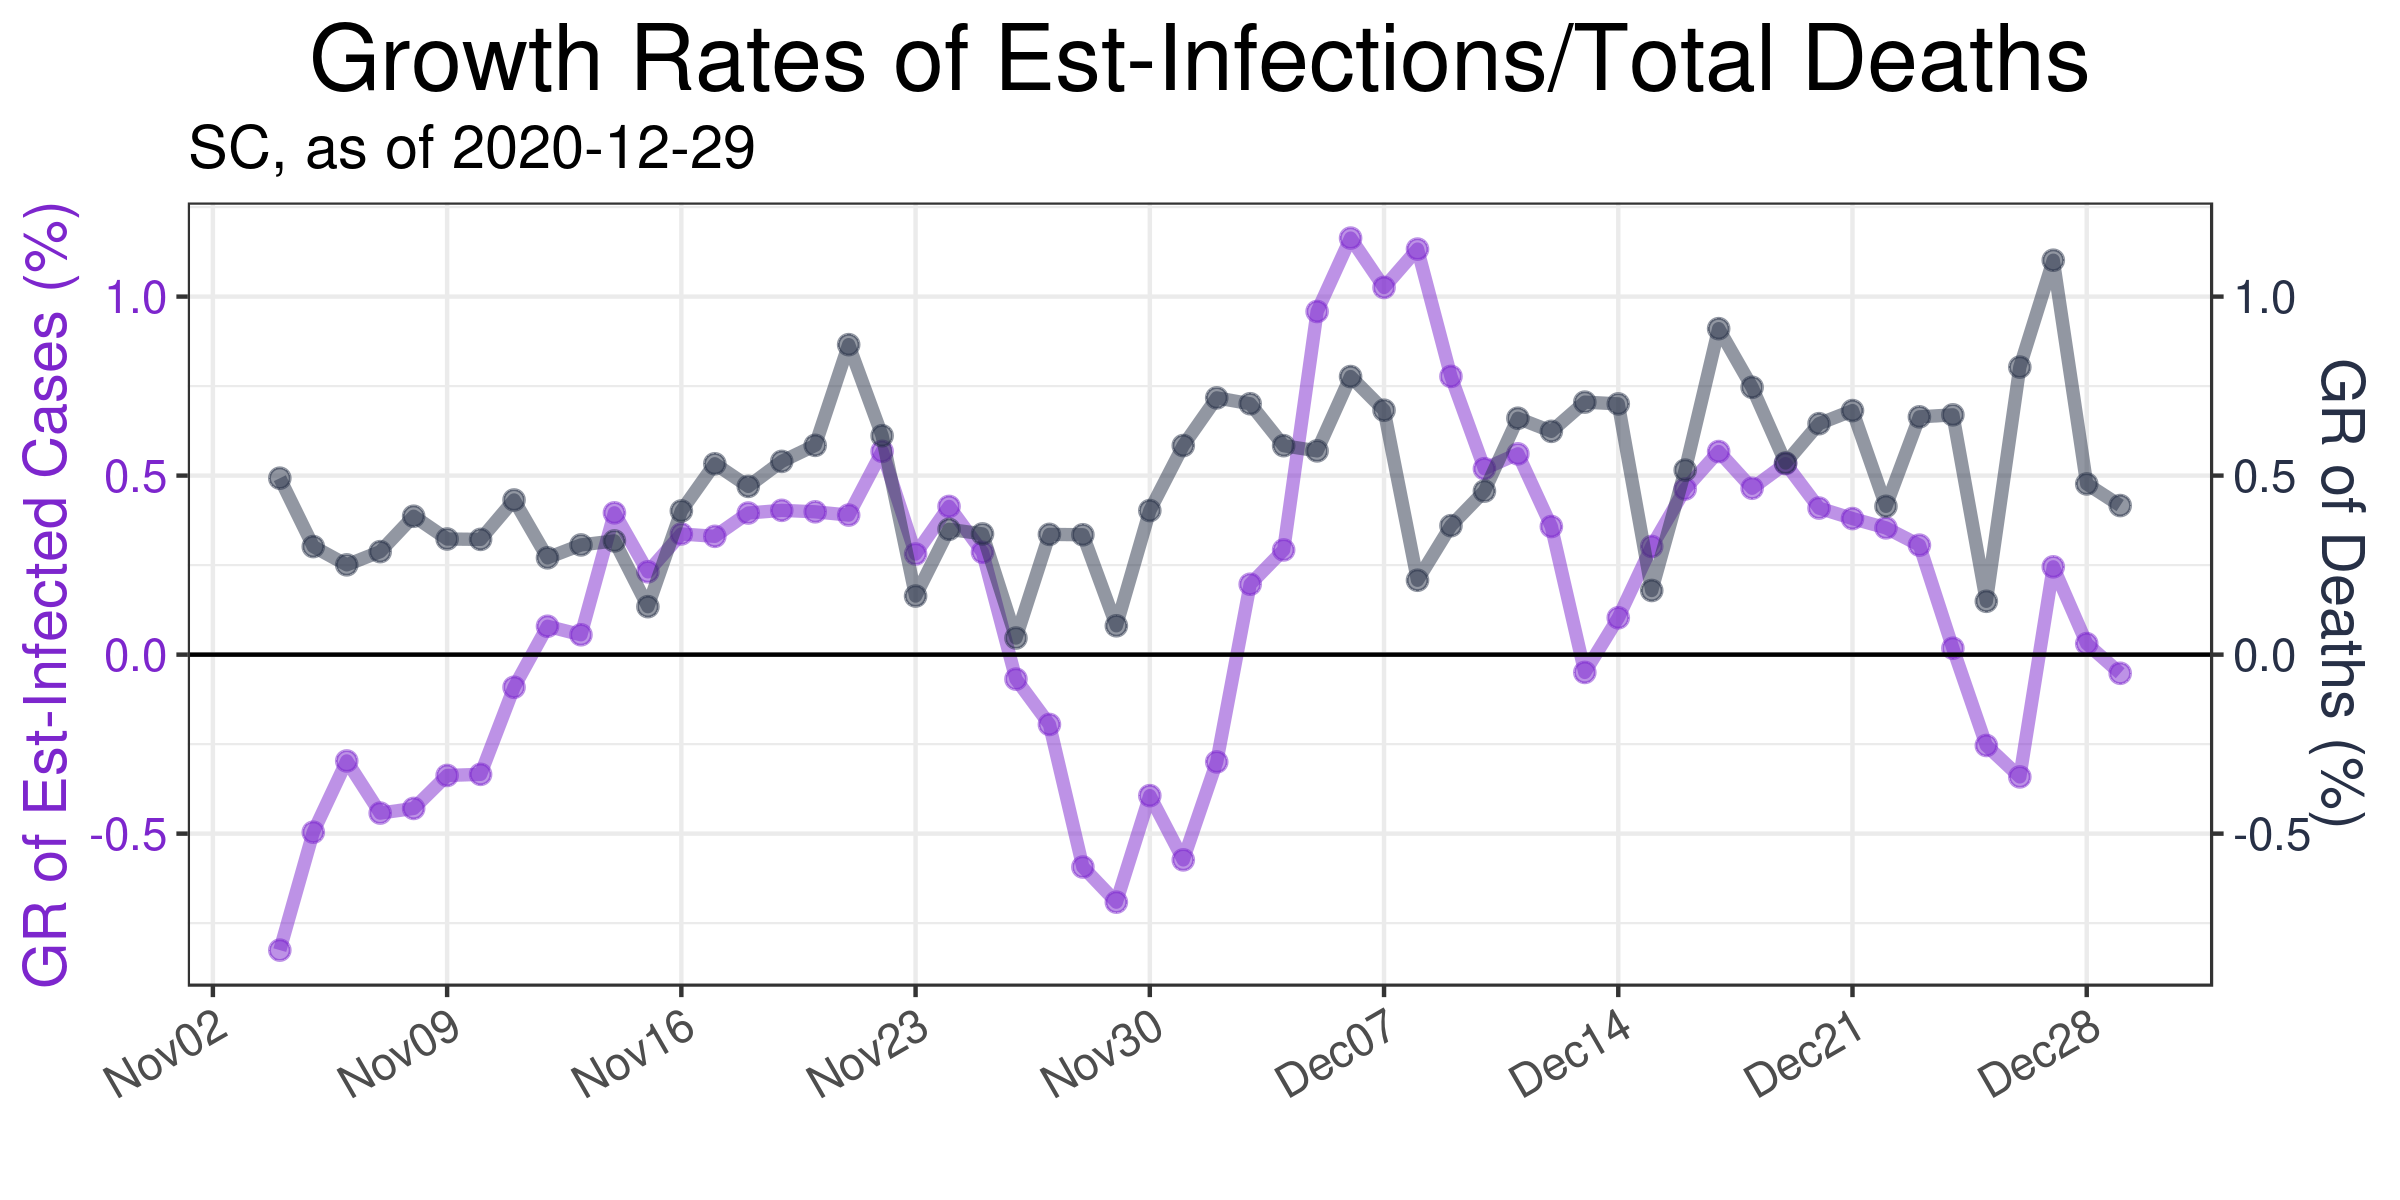 Growth Rates of Est-Infections/Total Deaths
SC, as of 2020-12-29
GR of Est-Infected Cases (%)
1.0
0.5
0.0
-0.5
1.0
0.5
0.0
-0.5
GR of Deaths (%)
Nov02
Nov09
Nov16
Nov23
Nov30
Dec07
Dec14
Dec21
Dec28